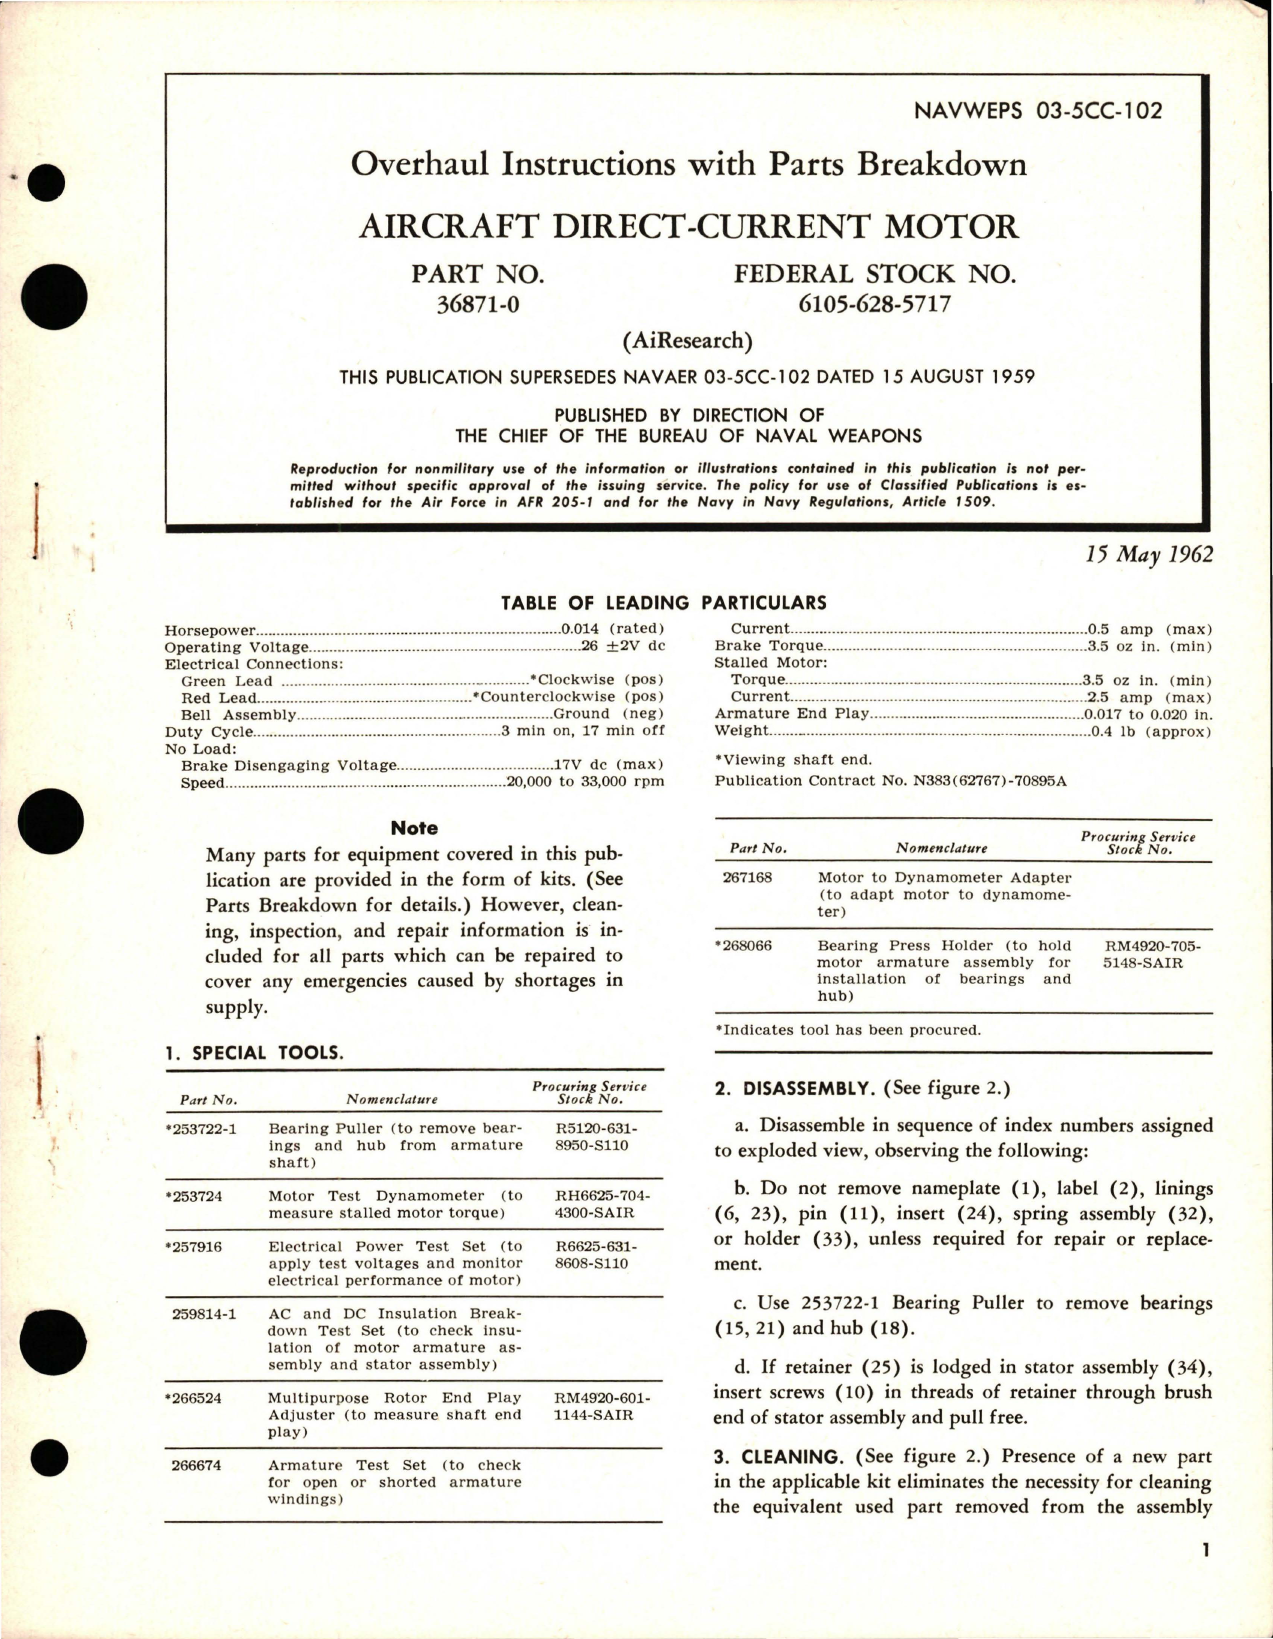 NAVWEPS 03-5CC-102
Overhaul Instructions with Parts Breakdown
AIRCRAFT DIRECT-CURRENT MOTOR
PART NO.
36871-0
FEDERAL STOCK NO.
6105-628-5717
(AiResearch)
THIS PUBLICATION SUPERSEDES NAVAER 03-5CC-102 DATED 15 AUGUST 1959
PUBLISHED BY DIRECTION OF
THE CHIEF OF THE BUREAU OF NAVAL WEAPONS
Reproduction for nonmilitary use of the information or illustrations contained in this publication is not per-
mitted without specific approval of the issuing service. The policy for use of Classified Publications is es-
tablished for the Air Force in AFR 205-1 and for the Navy in Navy Regulations, Article 1509.
15 May 1962
TABLE OF LEADING PARTICULARS
Horsepower 0.014 (rated)
Operating Voltage 26 ±2V dc
Electrical Connections:
Green Lead *Clockwise (pos)
Red Lead *Counterclockwise (pos)
Bell Assembly Ground (neg)
Duty Cycle 3 min on, 17 min off
No Load:
Brake Disengaging Voltage 17V dc (max)
Speed 20,000 to 33,000 rpm
Current 0.5 amp (max)
Brake Torque 3.5 oz in. (min)
Stalled Motor:
Torque 3.5 oz in. (min)
Current 2.5 amp (max)
Armature End Play 0.017 to 0.020 in.
Weight 0.4 lb (approx)
*Viewing shaft end.
Publication Contract No. N383(62767)-70895A
Note
Many parts for equipment covered in this pub-
lication are provided in the form of kits. (See
Parts Breakdown for details.) However, clean-
ing, inspection, and repair information is in-
cluded for all parts which can be repaired to
cover any emergencies caused by shortages in
supply.
1. SPECIAL TOOLS.
Part No. Nomenclature Procuring Service
Stock No.
*253722-1 Bearing Puller (to remove bear- R5120-631-
ings and hub from armature 8950-S110
shaft)
*253724 Motor Test Dynamometer (to RH6625-704-
measure stalled motor torque) 4300-SAIR
*257916 Electrical Power Test Set (to R6625-631-
apply test voltages and monitor 8608-S110
electrical performance of motor)
259814-1 AC and DC Insulation Break-
down Test Set (to check insu-
lation of motor armature as-
sembly and stator assembly)
*266524 Multipurpose Rotor End Play RM4920-601-
Adjuster (to measure shaft end 1144-SAIR
play)
266674 Armature Test Set (to check
for open or shorted armature
windings)
Part No. Nomenclature Procuring Service
Stock No.
267168 Motor to Dynamometer Adapter
(to adapt motor to dynamome-
ter)
*268066 Bearing Press Holder (to hold RM4920-705-
motor armature assembly for 5148-SAIR
installation of bearings and
hub)
*Indicates tool has been procured.
2. DISASSEMBLY. (See figure 2.)
a. Disassemble in sequence of index numbers assigned
to exploded view, observing the following:
b. Do not remove nameplate (1), label (2), linings
(6, 23), pin (11), insert (24), spring assembly (32),
or holder (33), unless required for repair or replace-
ment.
c. Use 253722-1 Bearing Puller to remove bearings
(15, 21) and hub (18).
d. If retainer (25) is lodged in stator assembly (34),
insert screws (10) in threads of retainer through brush
end of stator assembly and pull free.
3. CLEANING. (See figure 2.) Presence of a new part
in the applicable kit eliminates the necessity for cleaning
the equivalent used part removed from the assembly
1